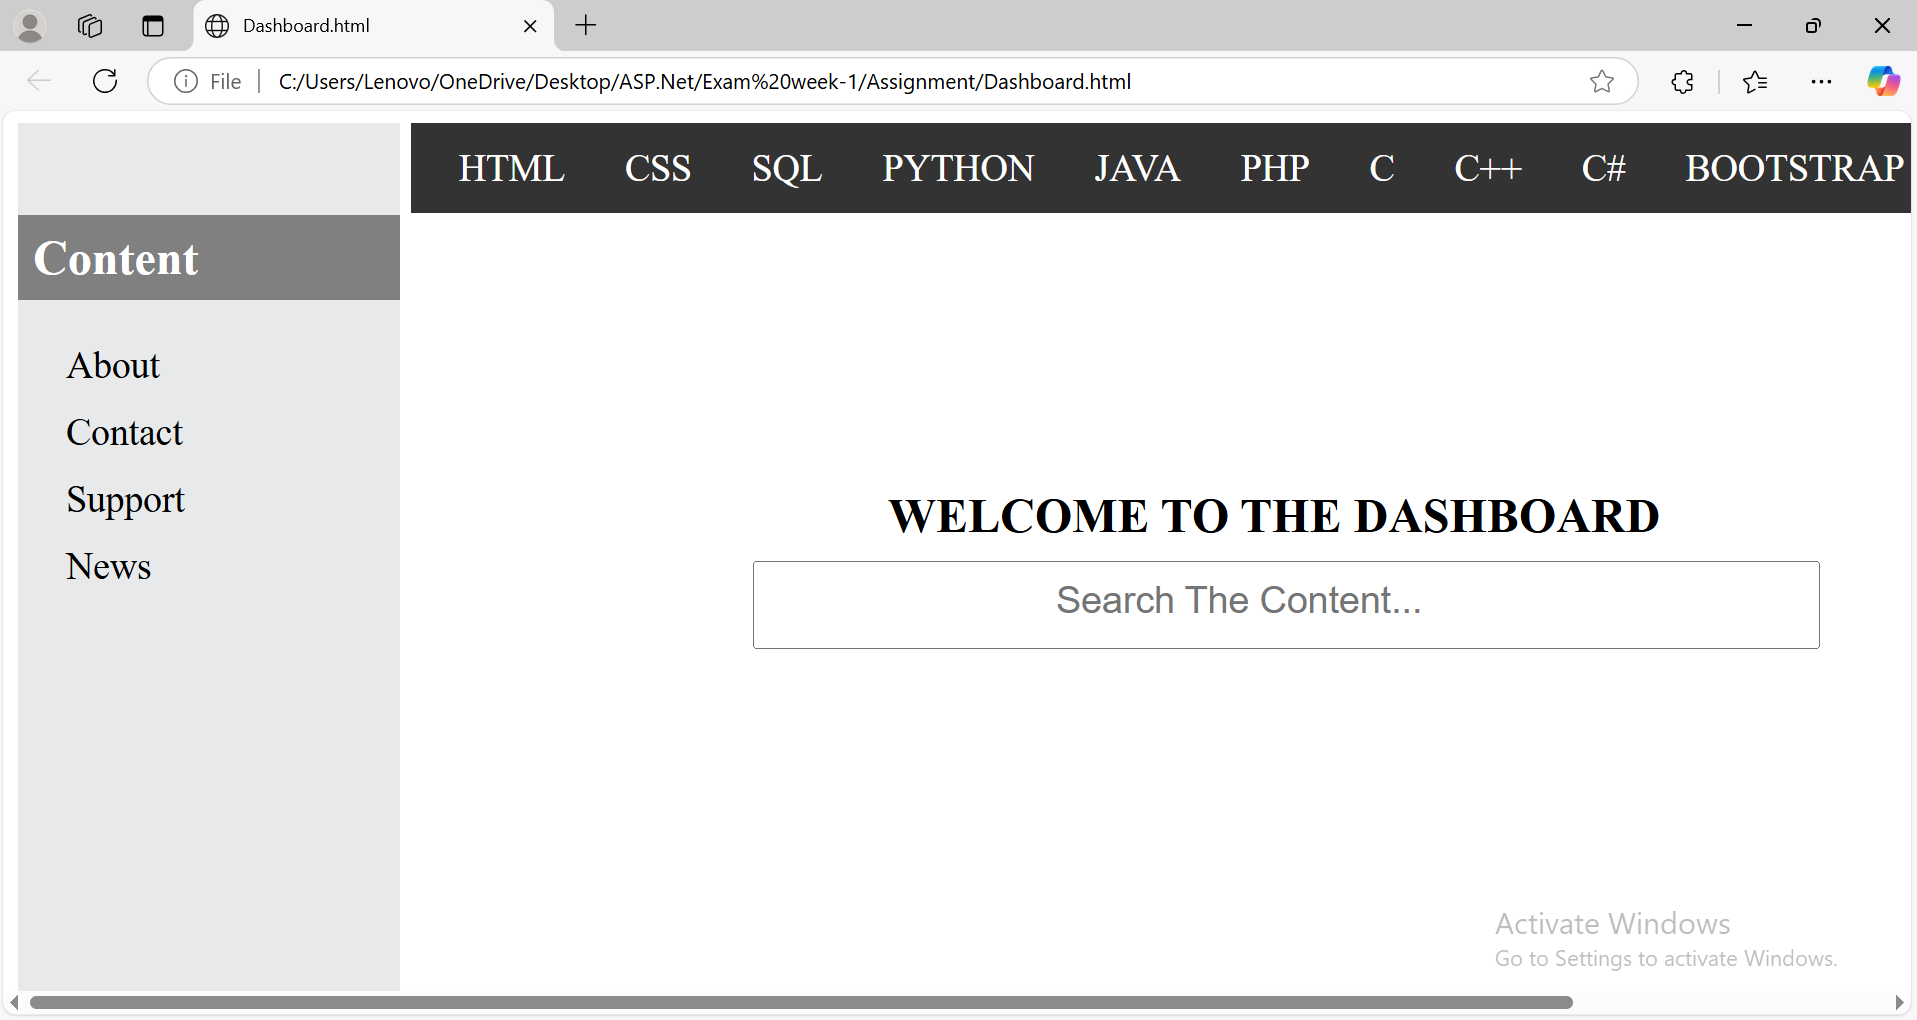 Dashboard.html
File
C:/Users/Lenovo/OneDrive/Desktop/ASP.Net/Exam%20week-1/Assignment/Dashboard.html
HTML CSS SQL PYTHON JAVA PHP C C++ C# BOOTSTRAP
Content
About
Contact
Support
News
WELCOME TO THE DASHBOARD
Search The Content...
Activate Windows
Go to Settings to activate Windows.